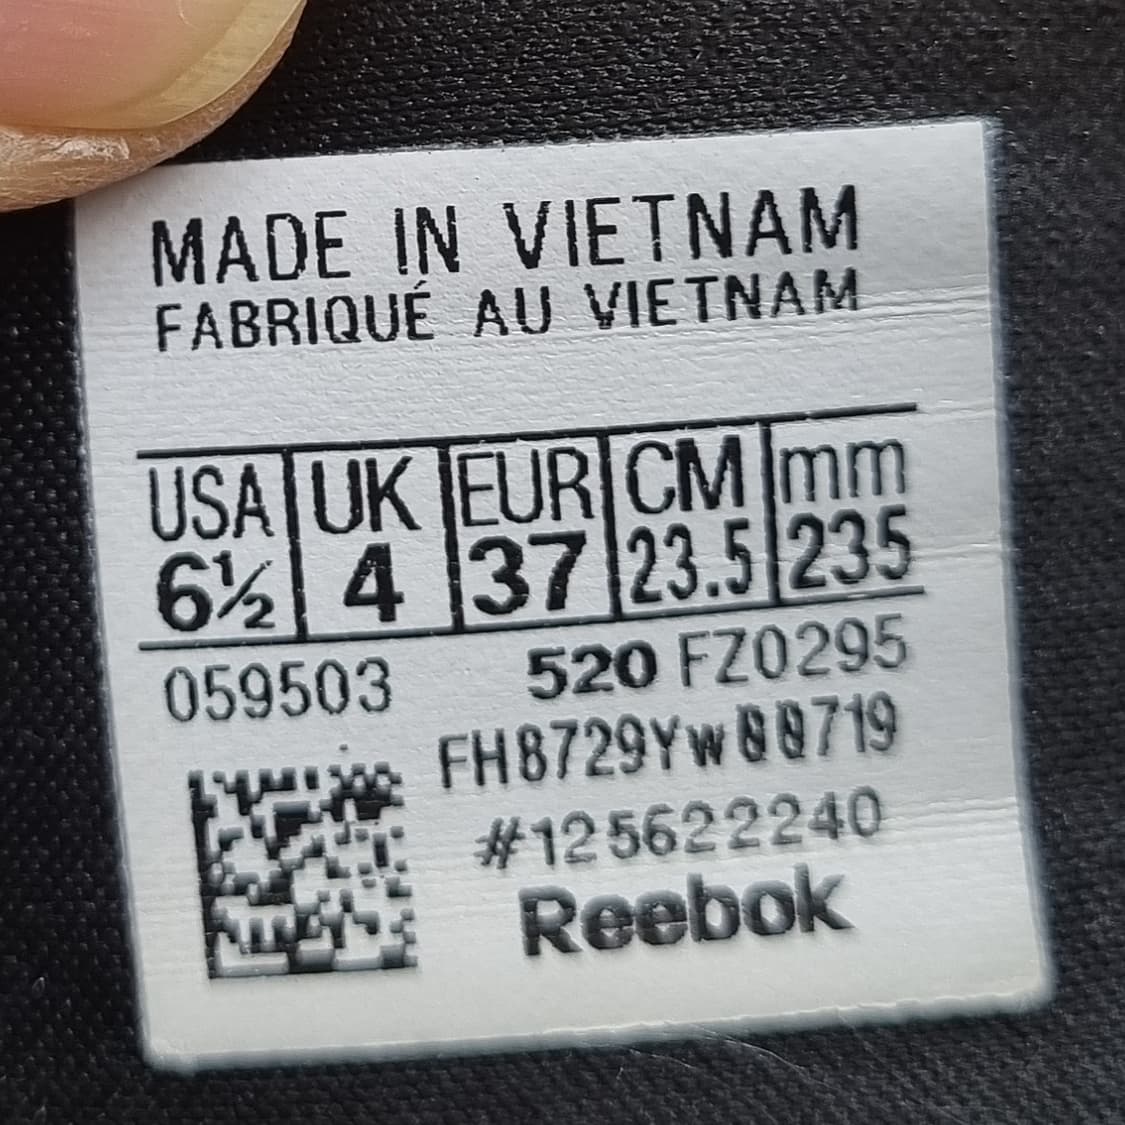 MADE IN VIETNAM
FABRIQUÉ AU VIETNAM
USA UK EUR CM mm
6½ 4 37 23.5 235
059503 520 FZ0295
#125622240
Reebok